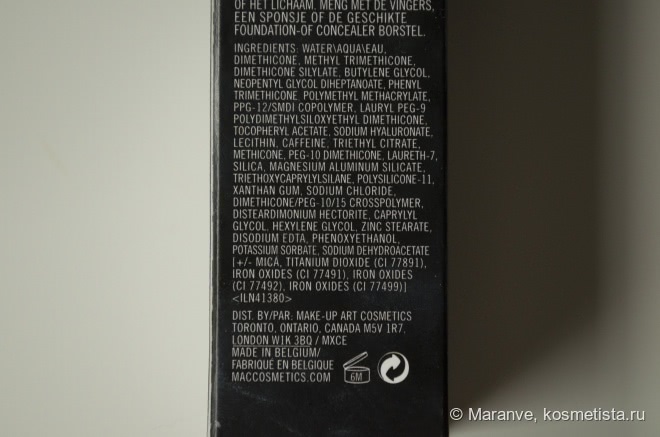 OF HET LICHAAM. MENG MET DE VINGERS,
EEN SPONSJE OF DE GESCHIKTE
FOUNDATION-OF CONCEALER BORSTEL.
INGREDIENTS: WATER\AQUA\EAU,
DIMETHICONE, METHYL TRIMETHICONE,
DIMETHICONE SILYLATE, BUTYLENE GLYCOL,
NEOPENTYL GLYCOL DIHEPTANOATE, PHENYL
TRIMETHICONE, POLYMETHYL METHACRYLATE,
PPG-12/SMDI COPOLYMER, LAURYL PEG-9
POLYDIMETHYLSILOXYETHYL DIMETHICONE,
TOCOPHERYL ACETATE, SODIUM HYALURONATE,
LECITHIN, CAFFEINE, TRIETHYL CITRATE,
METHICONE, PEG-10 DIMETHICONE, LAURETH-7,
SILICA, MAGNESIUM ALUMINUM SILICATE,
TRIETHOXYCAPRYLYLSILANE, POLYSILICONE-11,
XANTHAN GUM, SODIUM CHLORIDE,
DIMETHICONE/PEG-10/15 CROSSPOLYMER,
DISTEARDIMONIUM HECTORITE, CAPRYLYL
GLYCOL, HEXYLENE GLYCOL, ZINC STEARATE,
DISODIUM EDTA, PHENOXYETHANOL,
POTASSIUM SORBATE, SODIUM DEHYDROACETATE
[+/- MICA, TITANIUM DIOXIDE (CI 77891),
IRON OXIDES (CI 77491), IRON OXIDES
(CI 77492), IRON OXIDES (CI 77499)]
<ILN41380>
DIST. BY/PAR: MAKE-UP ART COSMETICS
TORONTO, ONTARIO, CANADA M5V 1R7,
LONDON W1K 3BQ / MXCE
MADE IN BELGIUM/
FABRIQUÉ EN BELGIQUE
MACCOSMETICS.COM
6M
© Maranve, kosmetista.ru